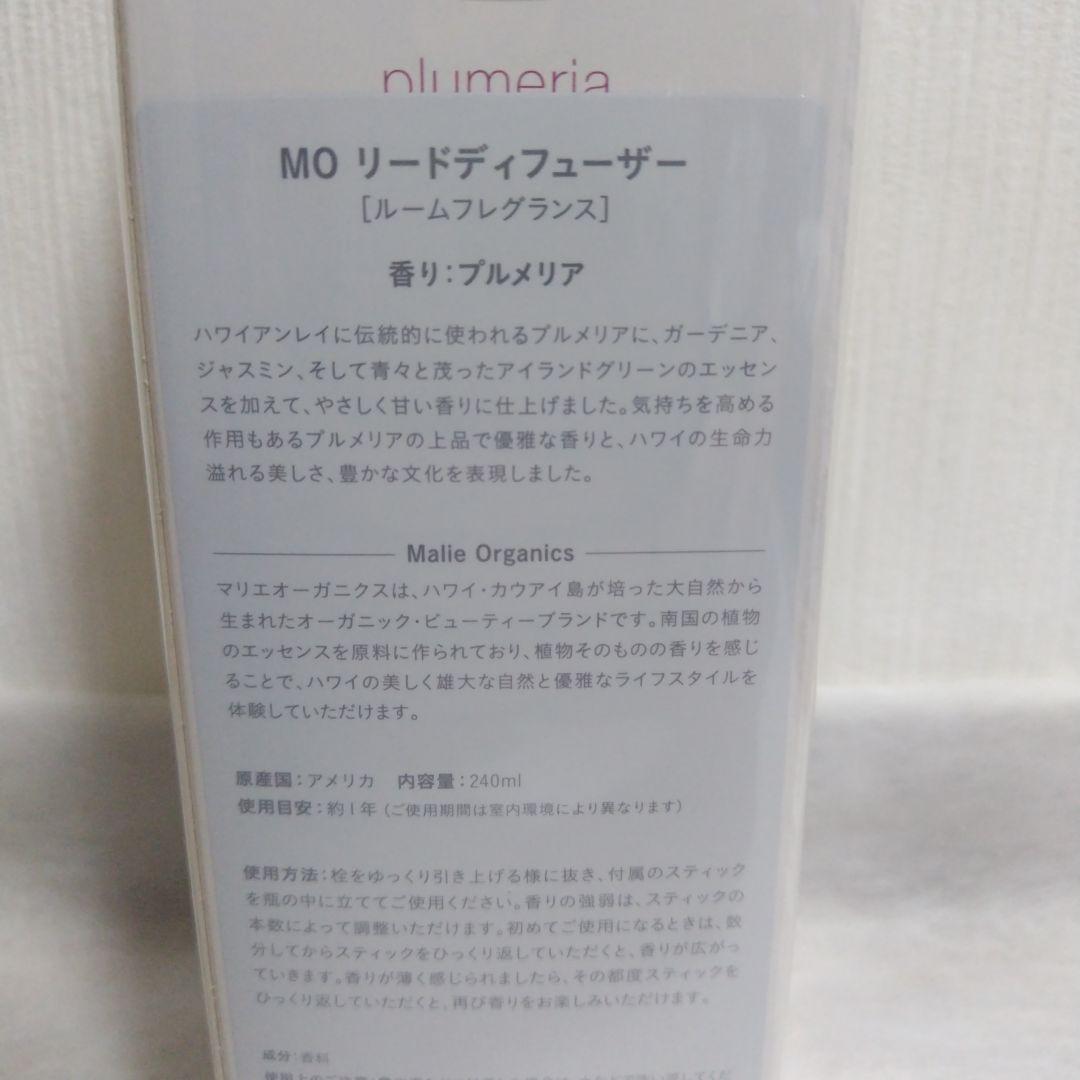 plumeria
MO リードディフューザー
[ルームフレグランス]
香り：プルメリア
ハワイアンレイに伝統的に使われるプルメリアに、ガーデニア、
ジャスミン、そして青々と茂ったアイランドグリーンのエッセン
スを加えて、やさしく甘い香りに仕上げました。気持ちを高める
作用もあるプルメリアの上品で優雅な香りと、ハワイの生命力
溢れる美しさ、豊かな文化を表現しました。
Malie Organics
マリエオーガニクスは、ハワイ・カウアイ島が培った大自然から
生まれたオーガニック・ビューティーブランドです。南国の植物
のエッセンスを原料に作られており、植物そのものの香りを感じ
ることで、ハワイの美しく雄大な自然と優雅なライフスタイルを
体験していただけます。
原産国：アメリカ 内容量：240ml
使用目安：約1年（ご使用期間は室内環境により異なります）
使用方法：栓をゆっくり引き上げる様に抜き、付属のスティック
を瓶の中に立ててご使用ください。香りの強弱は、スティックの
本数によって調整いただけます。初めてご使用になるときは、数
分してからスティックをひっくり返していただくと、香りが広がっ
ていきます。香りが薄く感じられましたら、その都度スティックを
ひっくり返していただくと、再び香りをお楽しみいただけます。
成分：香料